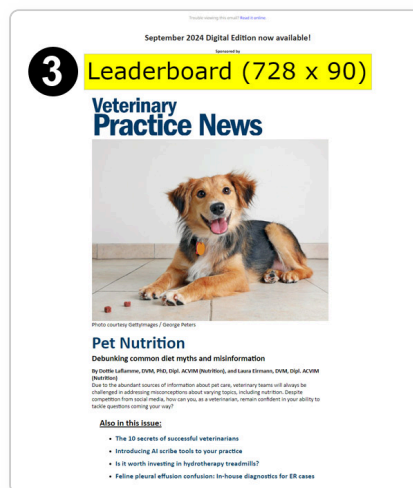 Trouble viewing this email? Read it online.
September 2024 Digital Edition now available!
Sponsored by
3
Leaderboard (728 x 90)
Veterinary
Practice News
Photo courtesy GettyImages / George Peters
Pet Nutrition
Debunking common diet myths and misinformation
By Dottie Laflamme, DVM, PhD, Dipl. ACVIM (Nutrition), and Laura Eirmann, DVM, Dipl. ACVIM
(Nutrition)
Due to the abundant sources of information about pet care, veterinary teams will always be
challenged in addressing misconceptions about varying topics, including nutrition. Despite
competition from social media, how can you, as a veterinarian, remain confident in your ability to
tackle questions coming your way?
Also in this issue:
• The 10 secrets of successful veterinarians
• Introducing AI scribe tools to your practice
• Is it worth investing in hydrotherapy treadmills?
• Feline pleural effusion confusion: In-house diagnostics for ER cases